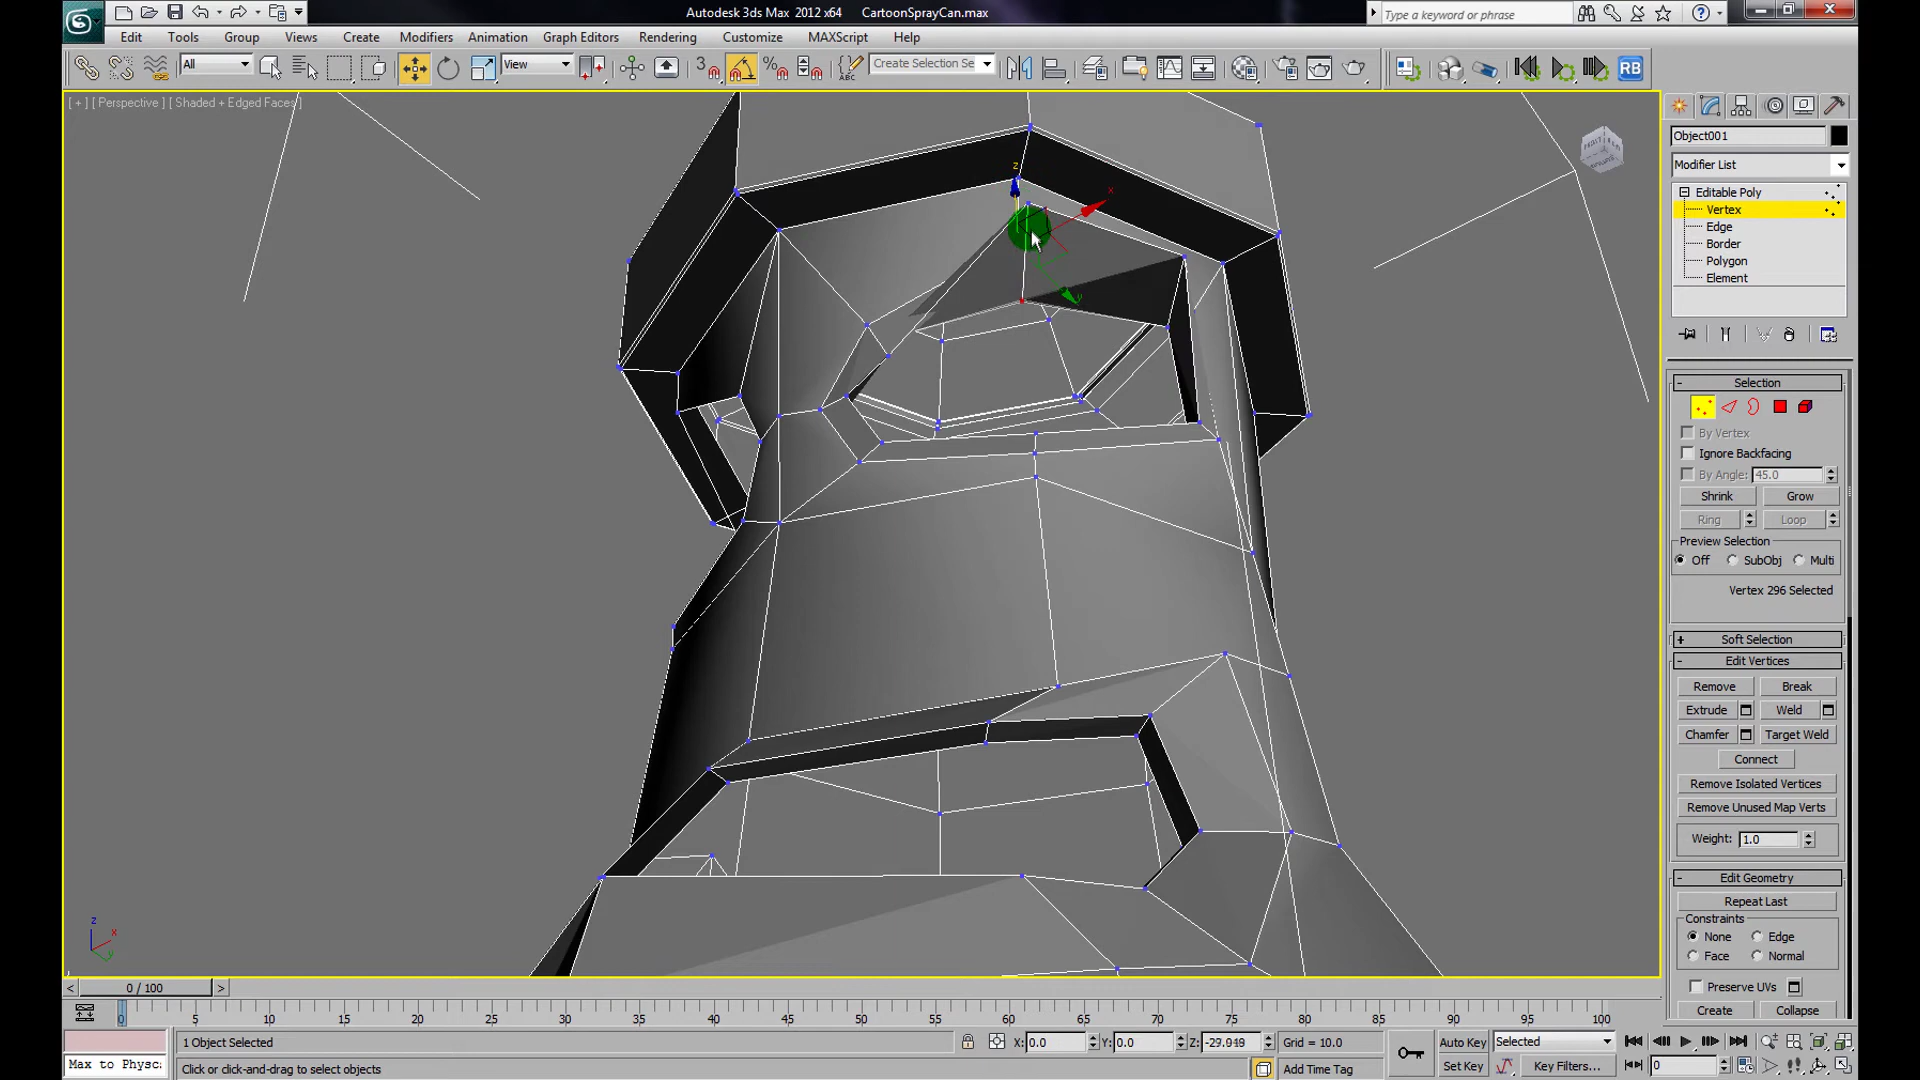 Autodesk 3ds Max 2012 x64 CartoonSprayCan.max
Type a keyword or phrase
Edit Tools Group Views Create Modifiers Animation Graph Editors Rendering Customize MAXScript Help
All View 3 Create Selection Se RB
[ + ] [ Perspective ] [ Shaded + Edged Faces ]
z
x
y
Object001
Modifier List
Editable Poly
Vertex
Edge
Border
Polygon
Element
Selection
By Vertex
Ignore Backfacing
By Angle: 45.0
Shrink Grow
Ring Loop
Preview Selection
Off SubObj Multi
Vertex 296 Selected
Soft Selection
Edit Vertices
Remove Break
Extrude Weld
Chamfer Target Weld
Connect
Remove Isolated Vertices
Remove Unused Map Verts
Weight: 1.0
Edit Geometry
Repeat Last
Constraints
None Edge
Face Normal
Preserve UVs
Create Collapse
z
x
y
< 0 / 100 >
0 5 10 15 20 25 30 35 40 45 50 55 60 65 70 75 80 85 90 95 100
1 Object Selected X: 0.0 Y: 0.0 Z: -29.949 Grid = 10.0 Auto Key Selected
Max to Physc: Click or click-and-drag to select objects Add Time Tag Set Key Key Filters... 0